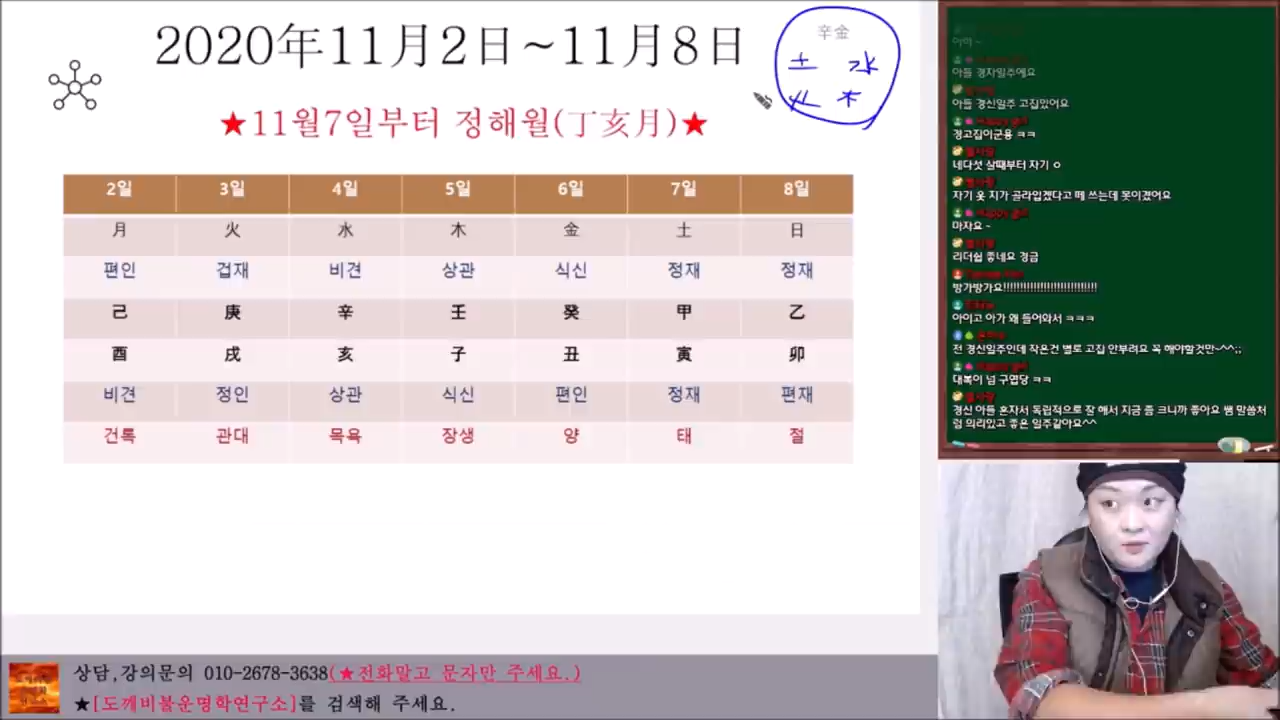 2020年11月2日~11月8日
辛金
土 水
火 木
★11월7일부터 정해월(丁亥月)★
2일 3일 4일 5일 6일 7일 8일
月 火 水 木 金 土 日
편인 겁재 비견 상관 식신 정재 정재
己 庚 辛 壬 癸 甲 乙
酉 戌 亥 子 丑 寅 卯
비견 정인 상관 식신 편인 정재 편재
건록 관대 목욕 장생 양 태 절
상담,강의문의 010-2678-3638(★전화말고 문자만 주세요.)
★[도깨비불운명학연구소]를 검색해 주세요.
아이~
아들 경자일주에요
아들 경신일주 고집있어요
경고집이군용 ㅋㅋ
네다섯 살때부터 자기 ㅇ
자기 옷 지가 골라입겠다고 떼 쓰는데 못이겼어요
마자요~
리더쉽 좋네요 경금
방가방가요!!!!!!!!!!!!!!!!!!!!!!!!!!!!
아이고 아가 왜 들어와서 ㅋㅋㅋ
전 경신일주인데 작은건 별로 고집 안부려요 꼭 해야할것만~^^;;
대복이 넘 구엽당 ㅋㅋ
경신 아들 혼자서 독립적으로 잘 해서 지금 좀 크니까 좋아요 쌤 말씀처
럼 의리있고 좋은 일주같아요^^